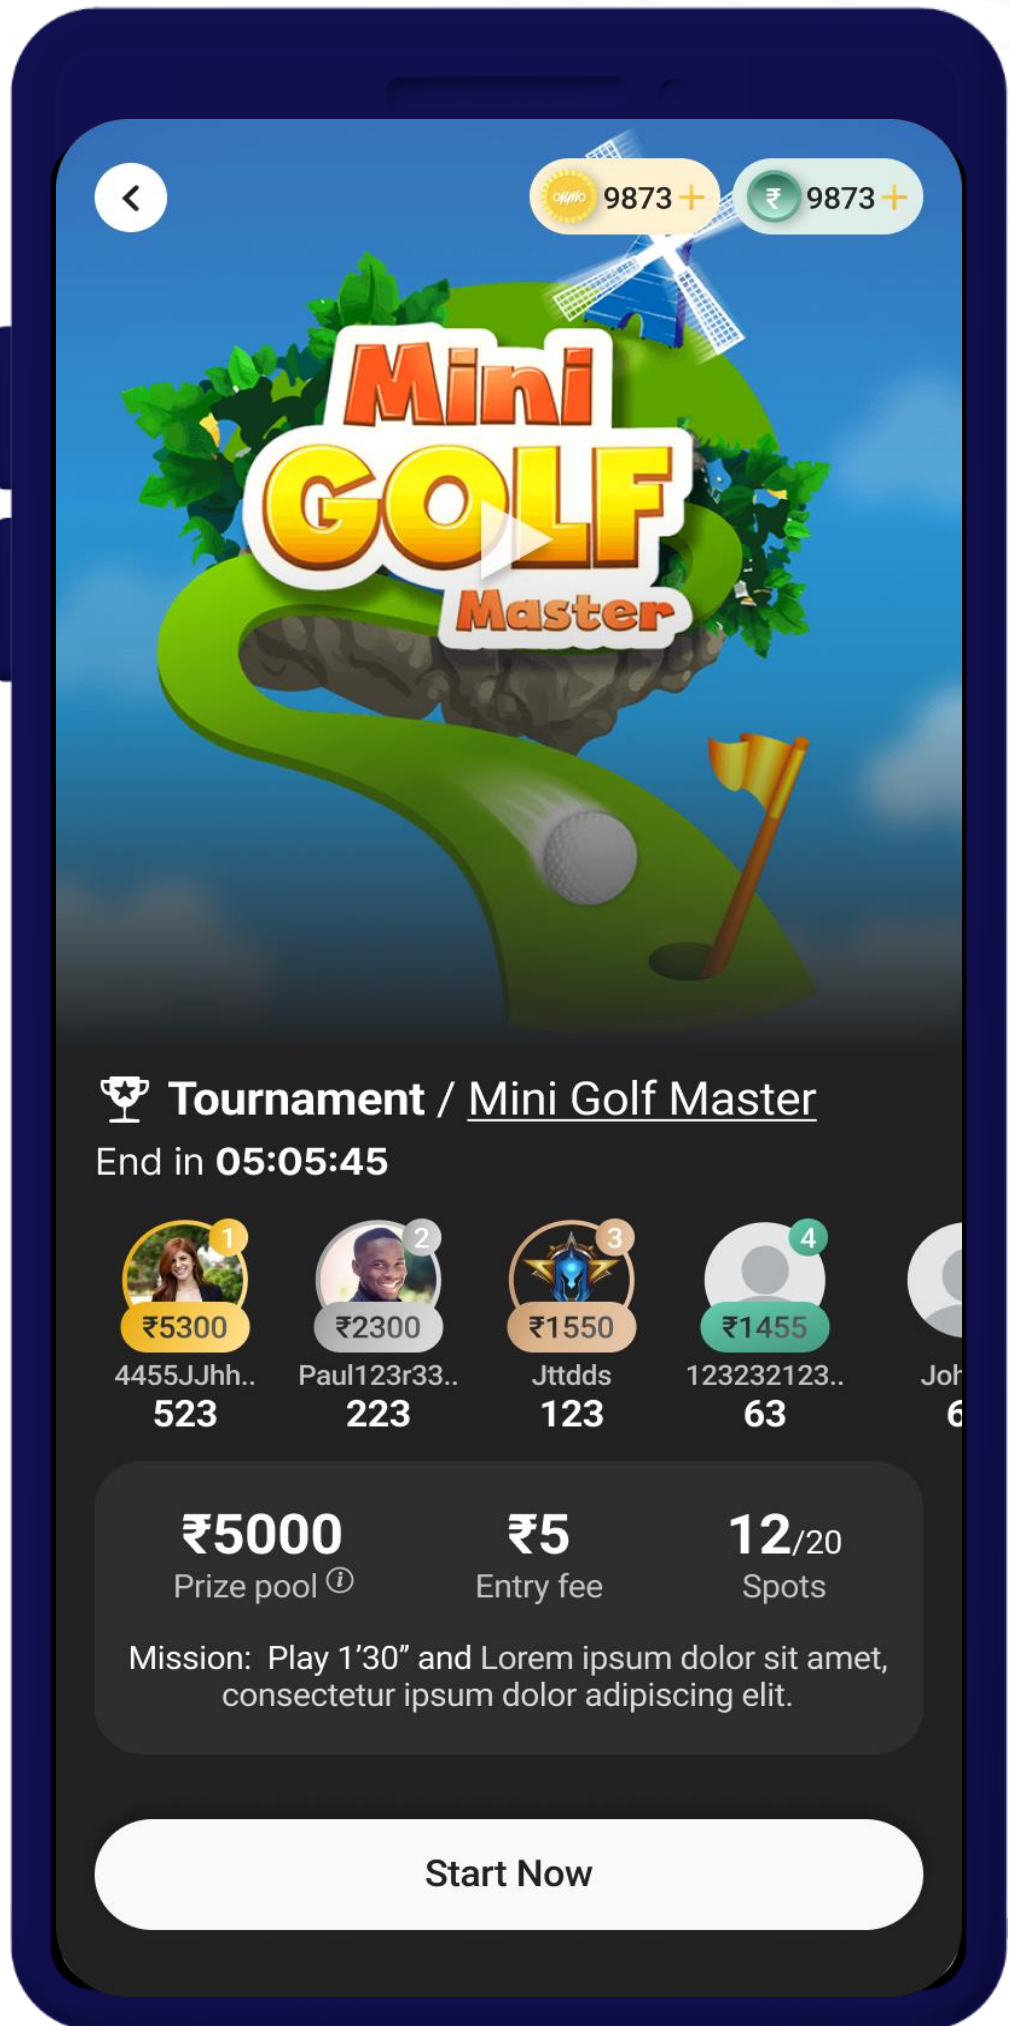 9873 + ₹ 9873 +
Mini
GOLF
Master
Tournament / Mini Golf Master
End in 05:05:45
1 2 3 4
₹5300 ₹2300 ₹1550 ₹1455
4455JJhh.. Paul123r33.. Jttdds 123232123..
523 223 123 63
₹5000 ₹5 12/20
Prize pool i Entry fee Spots
Mission: Play 1’30” and Lorem ipsum dolor sit amet,
consectetur ipsum dolor adipiscing elit.
Start Now